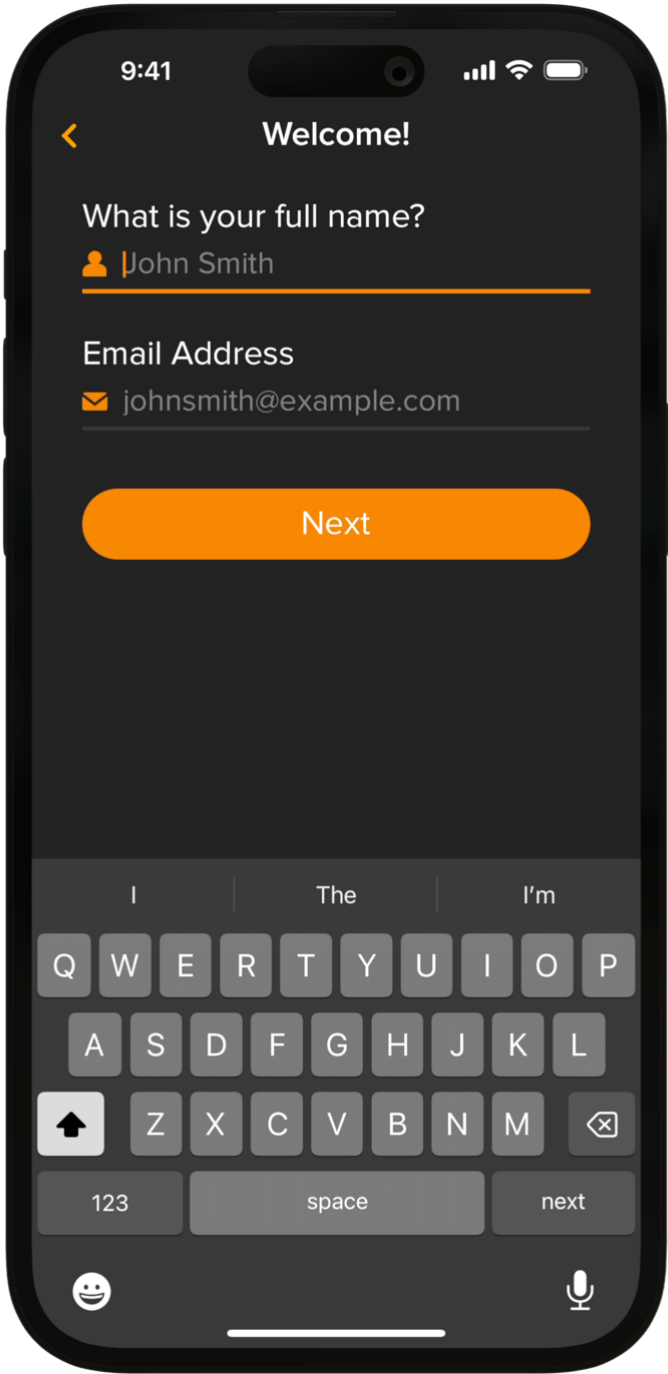 9:41
Welcome!
What is your full name?
John Smith
Email Address
johnsmith@example.com
Next
I The I'm
Q W E R T Y U I O P
A S D F G H J K L
Z X C V B N M
123 space next